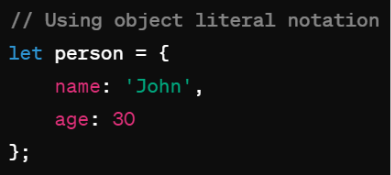 // Using object literal notation
let person = {
    name: 'John',
    age: 30
};